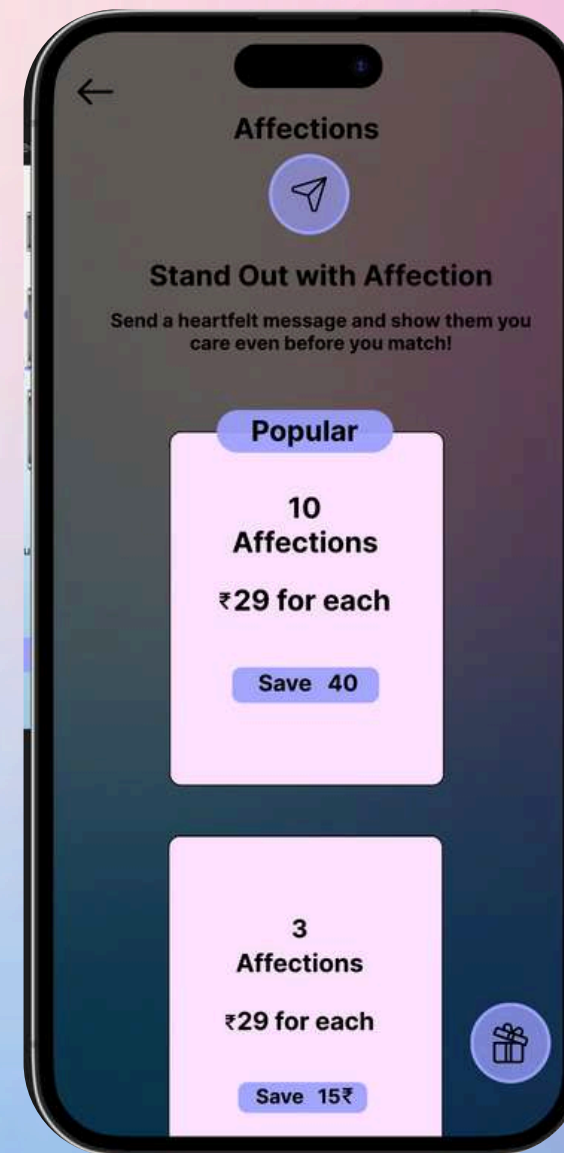 Affections
Stand Out with Affection
Send a heartfelt message and show them you
care even before you match!
Popular
10
Affections
₹29 for each
Save 40
3
Affections
₹29 for each
Save 15₹